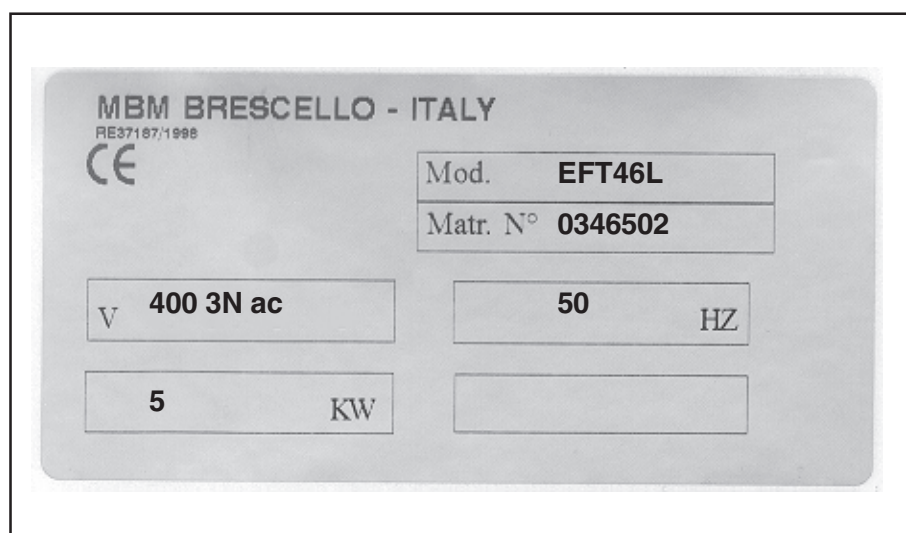 MBM BRESCELLO - ITALY
RE37187/1998
CE
Mod. EFT46L
Matr. N° 0346502
V 400 3N ac
50 HZ
5 KW